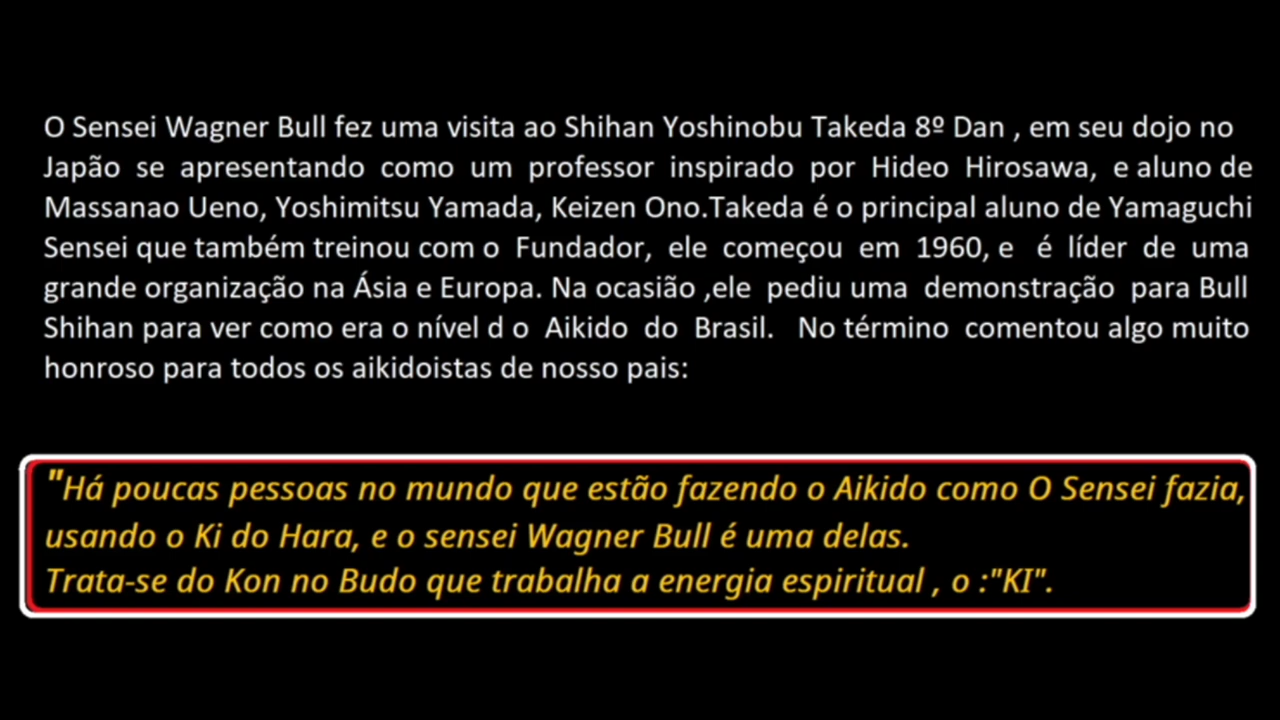 O Sensei Wagner Bull fez uma visita ao Shihan Yoshinobu Takeda 8º Dan , em seu dojo no
Japão se apresentando como um professor inspirado por Hideo Hirosawa, e aluno de
Massanao Ueno, Yoshimitsu Yamada, Keizen Ono.Takeda é o principal aluno de Yamaguchi
Sensei que também treinou com o Fundador, ele começou em 1960, e é líder de uma
grande organização na Ásia e Europa. Na ocasião ,ele pediu uma demonstração para Bull
Shihan para ver como era o nível d o Aikido do Brasil. No término comentou algo muito
honroso para todos os aikidoistas de nosso pais:
"Há poucas pessoas no mundo que estão fazendo o Aikido como O Sensei fazia,
usando o Ki do Hara, e o sensei Wagner Bull é uma delas.
Trata-se do Kon no Budo que trabalha a energia espiritual , o :"KI".